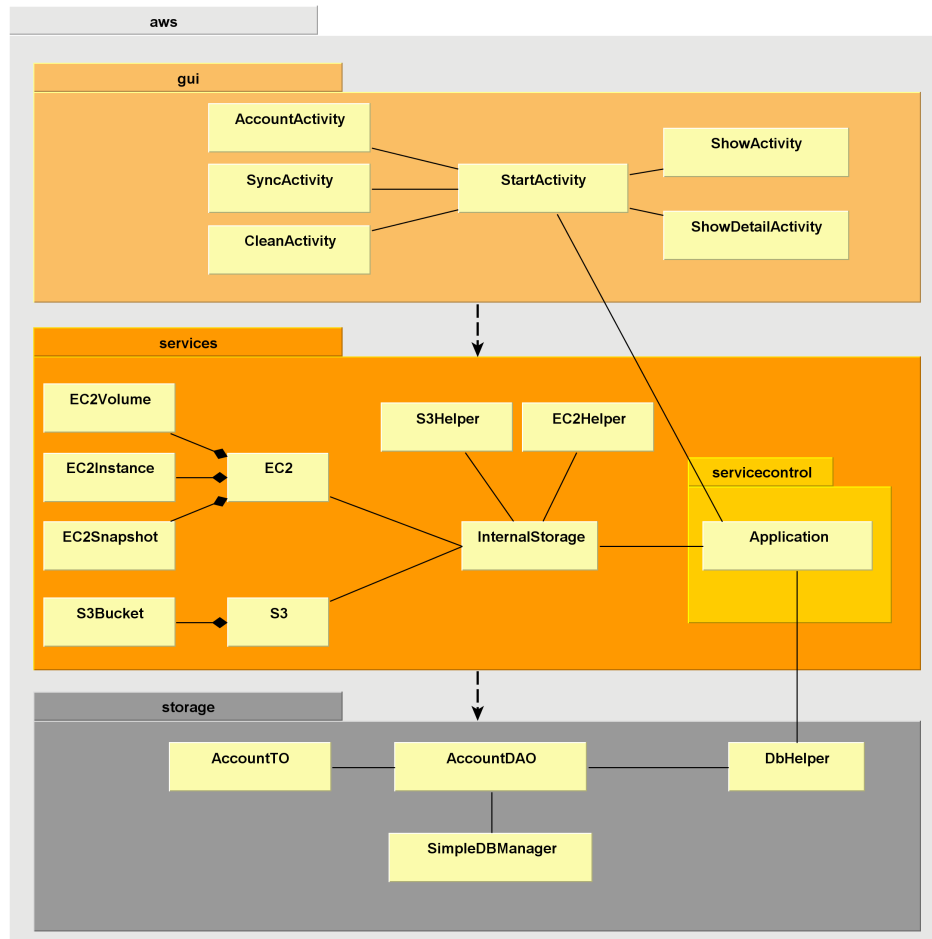 aws
gui
AccountActivity
ShowActivity
SyncActivity
StartActivity
ShowDetailActivity
CleanActivity
services
EC2Volume
S3Helper
EC2Helper
EC2Instance
EC2
servicecontrol
EC2Snapshot
InternalStorage
Application
S3Bucket
S3
storage
AccountTO
AccountDAO
DbHelper
SimpleDBManager